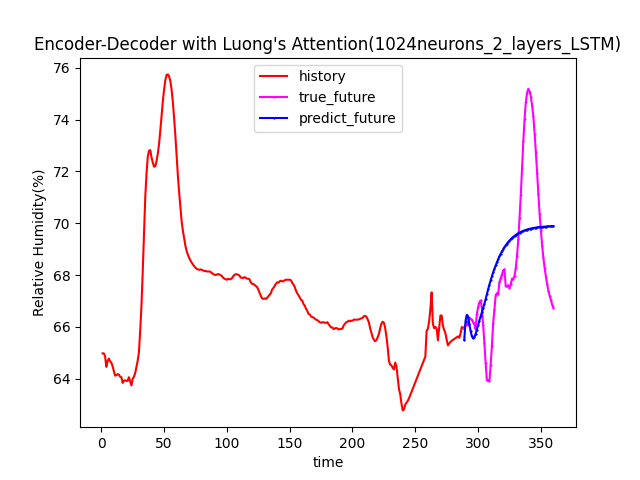 Encoder-Decoder with Luong's Attention(1024neurons_2_layers_LSTM)
history
true_future
predict_future
Relative Humidity(%)
76
74
72
70
68
66
64
0 50 100 150 200 250 300 350
time